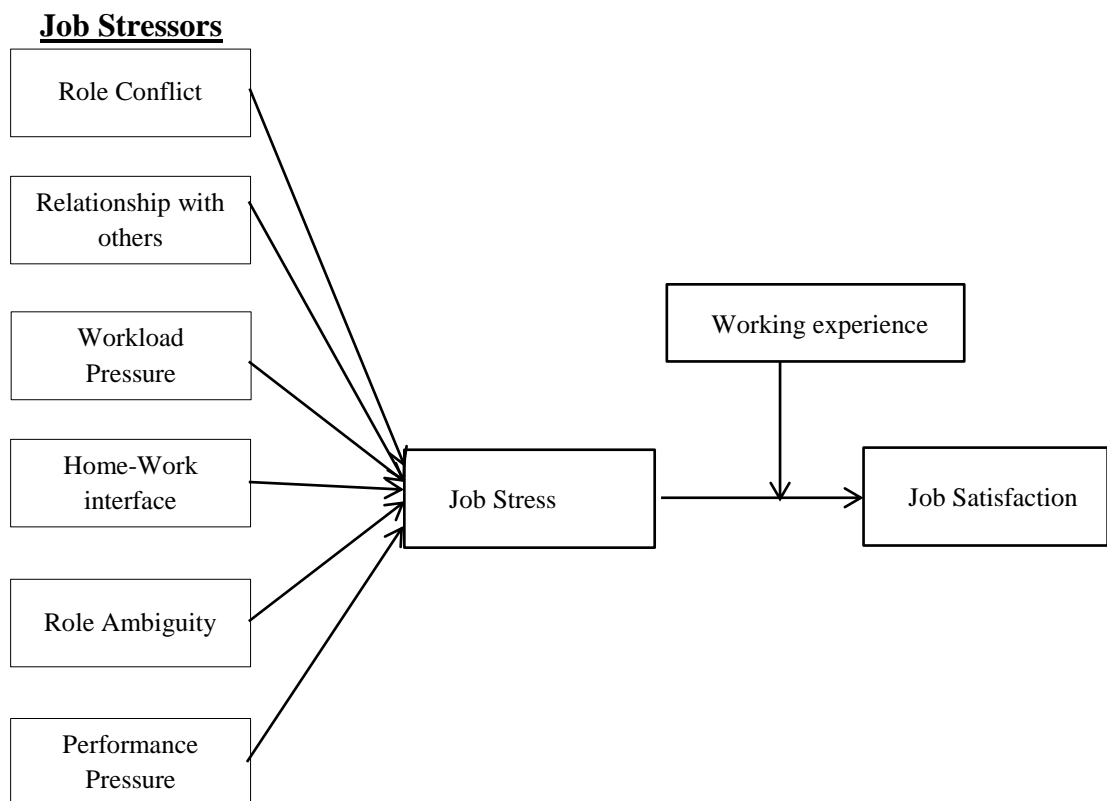 Job Stressors
Role Conflict
Relationship with
others
Workload
Pressure
Home-Work
interface
Role Ambiguity
Performance
Pressure
Job Stress
Working experience
Job Satisfaction